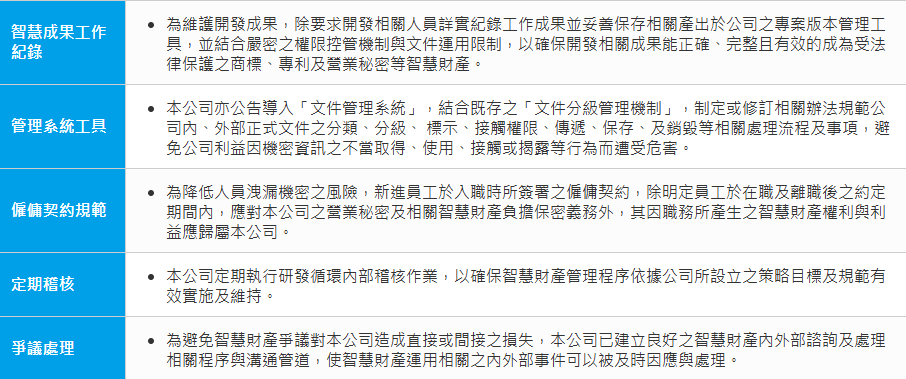 智慧成果工作
紀錄
● 為維護開發成果，除要求開發相關人員詳實紀錄工作成果並妥善保存相關產出於公司之專案版本管理工
具，並結合嚴密之權限控管機制與文件運用限制，以確保開發相關成果能正確、完整且有效的成為受法
律保護之商標、專利及營業秘密等智慧財產。
管理系統工具
● 本公司亦公告導入「文件管理系統」，結合既存之「文件分級管理機制」，制定或修訂相關辦法規範公
司內、外部正式文件之分類、分級、 標示、接觸權限、傳遞、保存、及銷毀等相關處理流程及事項，避
免公司利益因機密資訊之不當取得、使用、接觸或揭露等行為而遭受危害。
僱傭契約規範
● 為降低人員洩漏機密之風險，新進員工於入職時所簽署之僱傭契約，除明定員工於在職及離職後之約定
期間內，應對本公司之營業秘密及相關智慧財產負擔保密義務外，其因職務所產生之智慧財產權利與利
益應歸屬本公司。
定期稽核
● 本公司定期執行研發循環內部稽核作業，以確保智慧財產管理程序依據公司所設立之策略目標及規範有
效實施及維持。
爭議處理
● 為避免智慧財產爭議對本公司造成直接或間接之損失，本公司已建立良好之智慧財產內外部諮詢及處理
相關程序與溝通管道，使智慧財產運用相關之內外部事件可以被及時因應與處理。